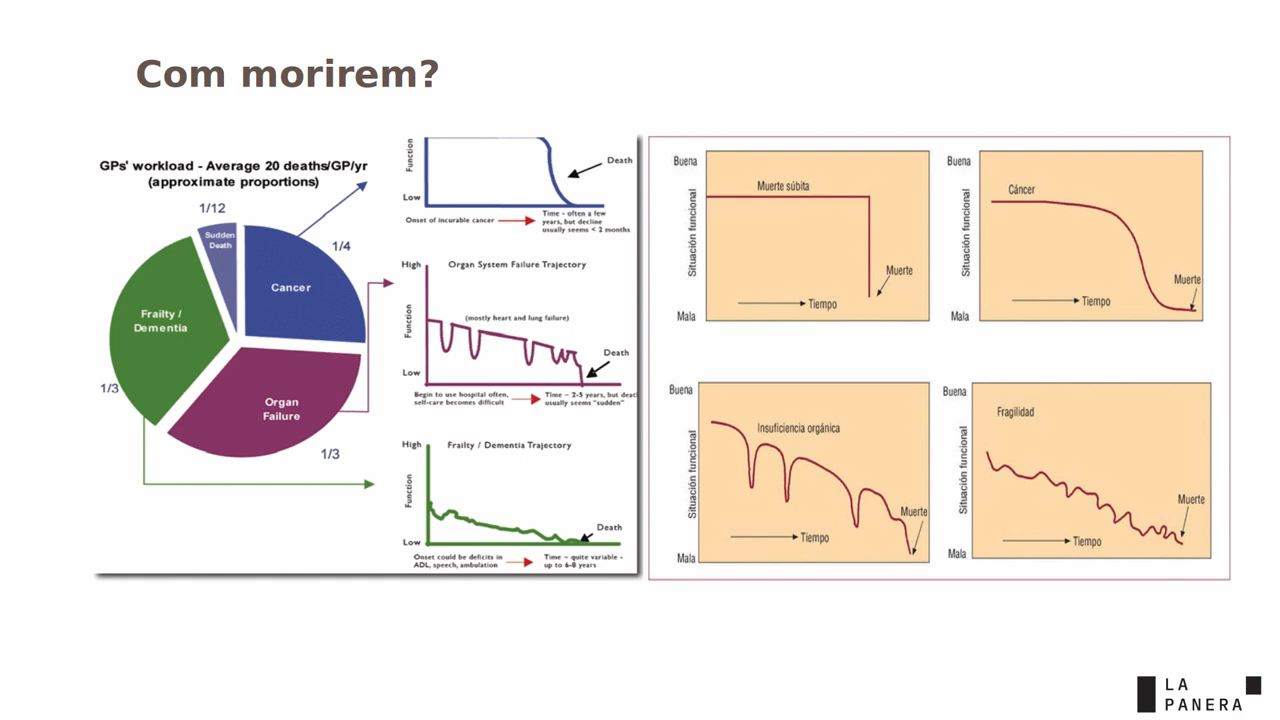 Com morirem?
GPs' workload - Average 20 deaths/GP/yr
(approximate proportions)
1/12
Sudden
Death
1/4
Cancer
Frailty /
Dementia
1/3
Organ
Failure
1/3
Function
Low
Death
Onset of incurable cancer
Time - often a few
years, but decline
usually seems < 2 months
High
Organ System Failure Trajectory
(mostly heart and lung failure)
Function
Low
Death
Begin to use hospital often,
self-care becomes difficult
Time ~ 2-5 years, but deat
usually seems "sudden"
High
Frailty / Dementia Trajectory
Function
Low
Death
Onset could be deficits in
ADL, speech, ambulation
Time ~ quite variable -
up to 6-8 years
Buena
Situación funcional
Mala
Muerte súbita
Muerte
Tiempo
Buena
Situación funcional
Mala
Cáncer
Muerte
Tiempo
Buena
Situación funcional
Mala
Insuficiencia orgánica
Muerte
Tiempo
Buena
Situación funcional
Mala
Fragilidad
Muerte
Tiempo
LA
PANERA